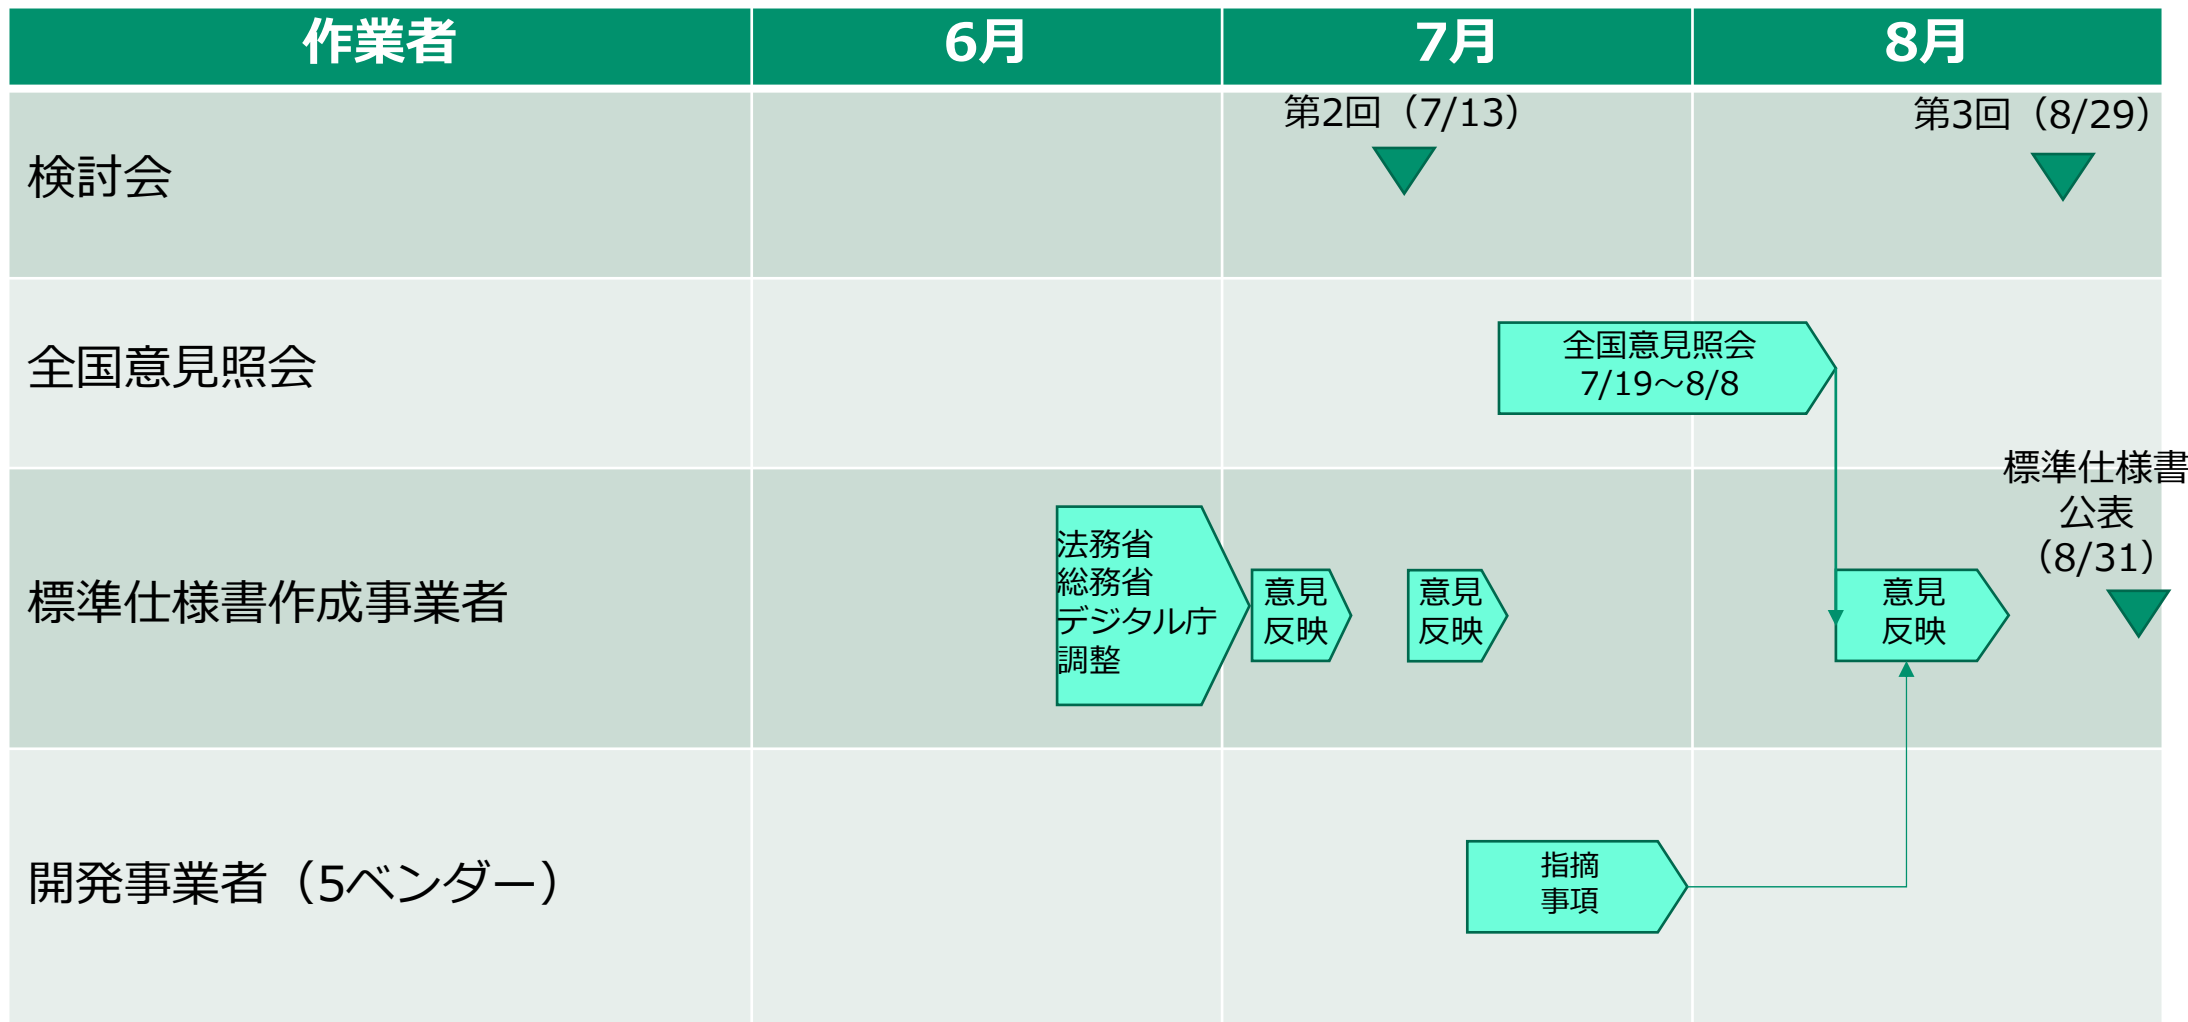 作業者
6月
7月
8月
検討会
第2回（7/13）
第3回（8/29）
全国意見照会
全国意見照会
7/19～8/8
標準仕様書作成事業者
法務省
総務省
デジタル庁
調整
意見
反映
意見
反映
意見
反映
標準仕様書
公表
（8/31）
開発事業者（5ベンダー）
指摘
事項